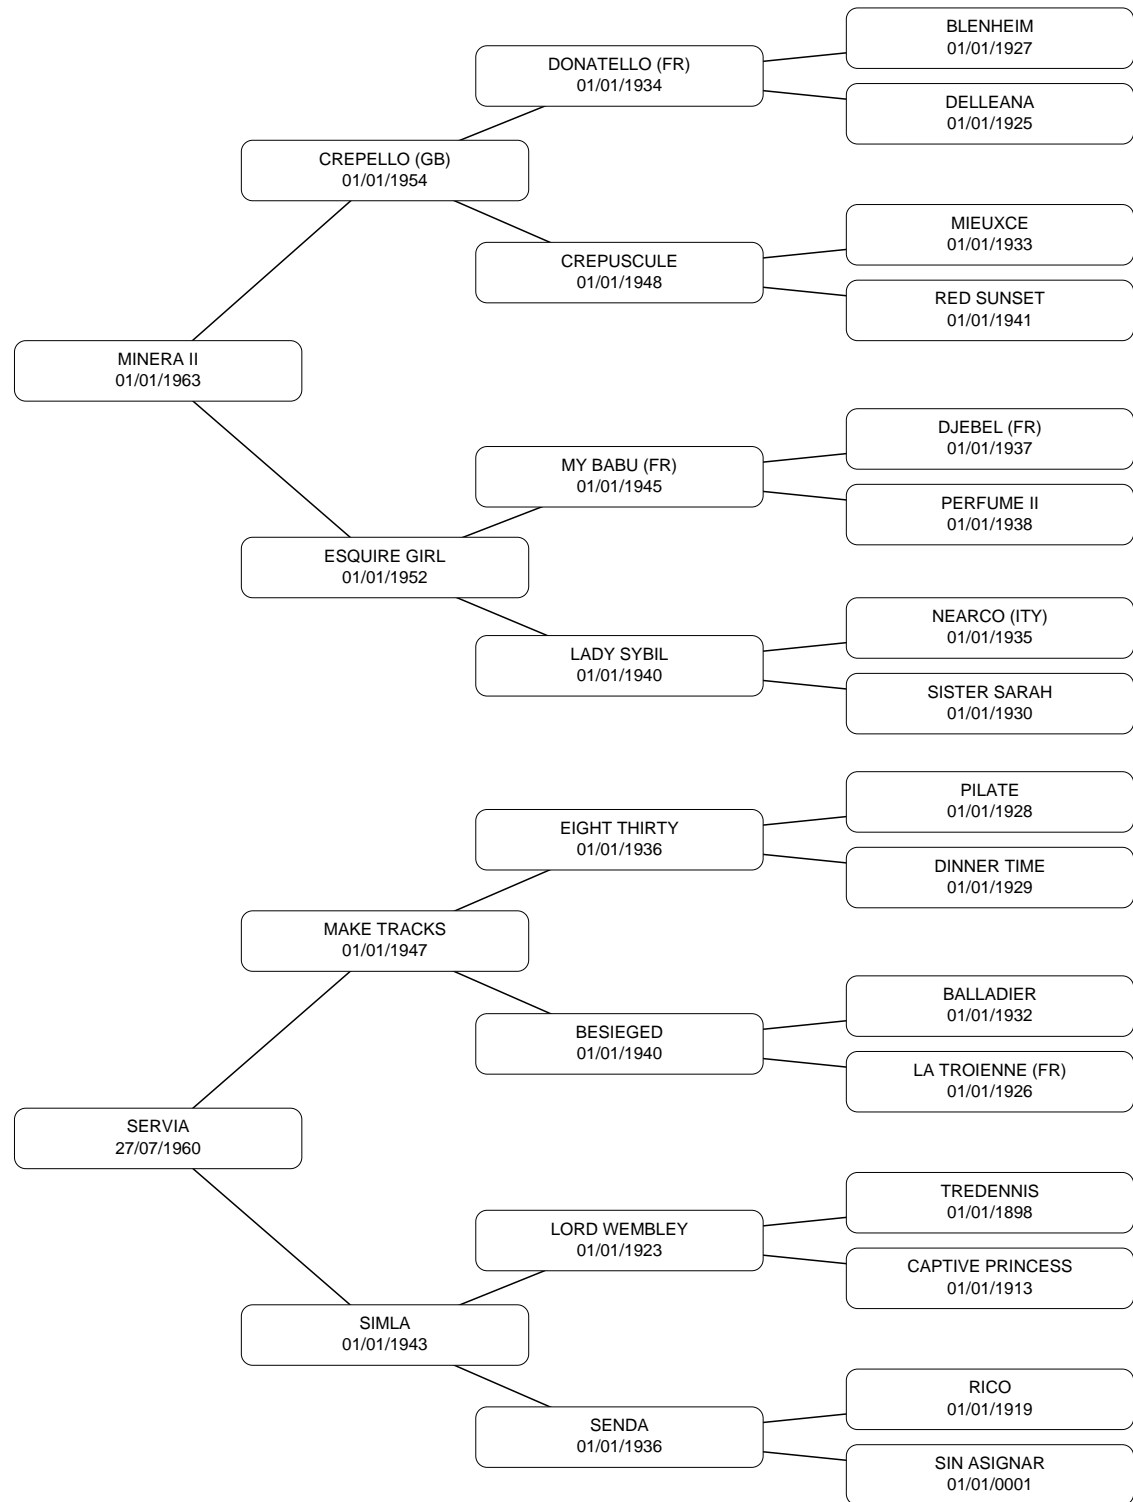 BLENHEIM
01/01/1927
DONATELLO (FR)
01/01/1934
DELLEANA
01/01/1925
CREPELLO (GB)
01/01/1954
MIEUXCE
01/01/1933
CREPUSCULE
01/01/1948
RED SUNSET
01/01/1941
MINERA II
01/01/1963
DJEBEL (FR)
01/01/1937
MY BABU (FR)
01/01/1945
PERFUME II
01/01/1938
ESQUIRE GIRL
01/01/1952
NEARCO (ITY)
01/01/1935
LADY SYBIL
01/01/1940
SISTER SARAH
01/01/1930
PILATE
01/01/1928
EIGHT THIRTY
01/01/1936
DINNER TIME
01/01/1929
MAKE TRACKS
01/01/1947
BALLADIER
01/01/1932
BESIEGED
01/01/1940
LA TROIENNE (FR)
01/01/1926
SERVIA
27/07/1960
TREDENNIS
01/01/1898
LORD WEMBLEY
01/01/1923
CAPTIVE PRINCESS
01/01/1913
SIMLA
01/01/1943
RICO
01/01/1919
SENDA
01/01/1936
SIN ASIGNAR
01/01/0001